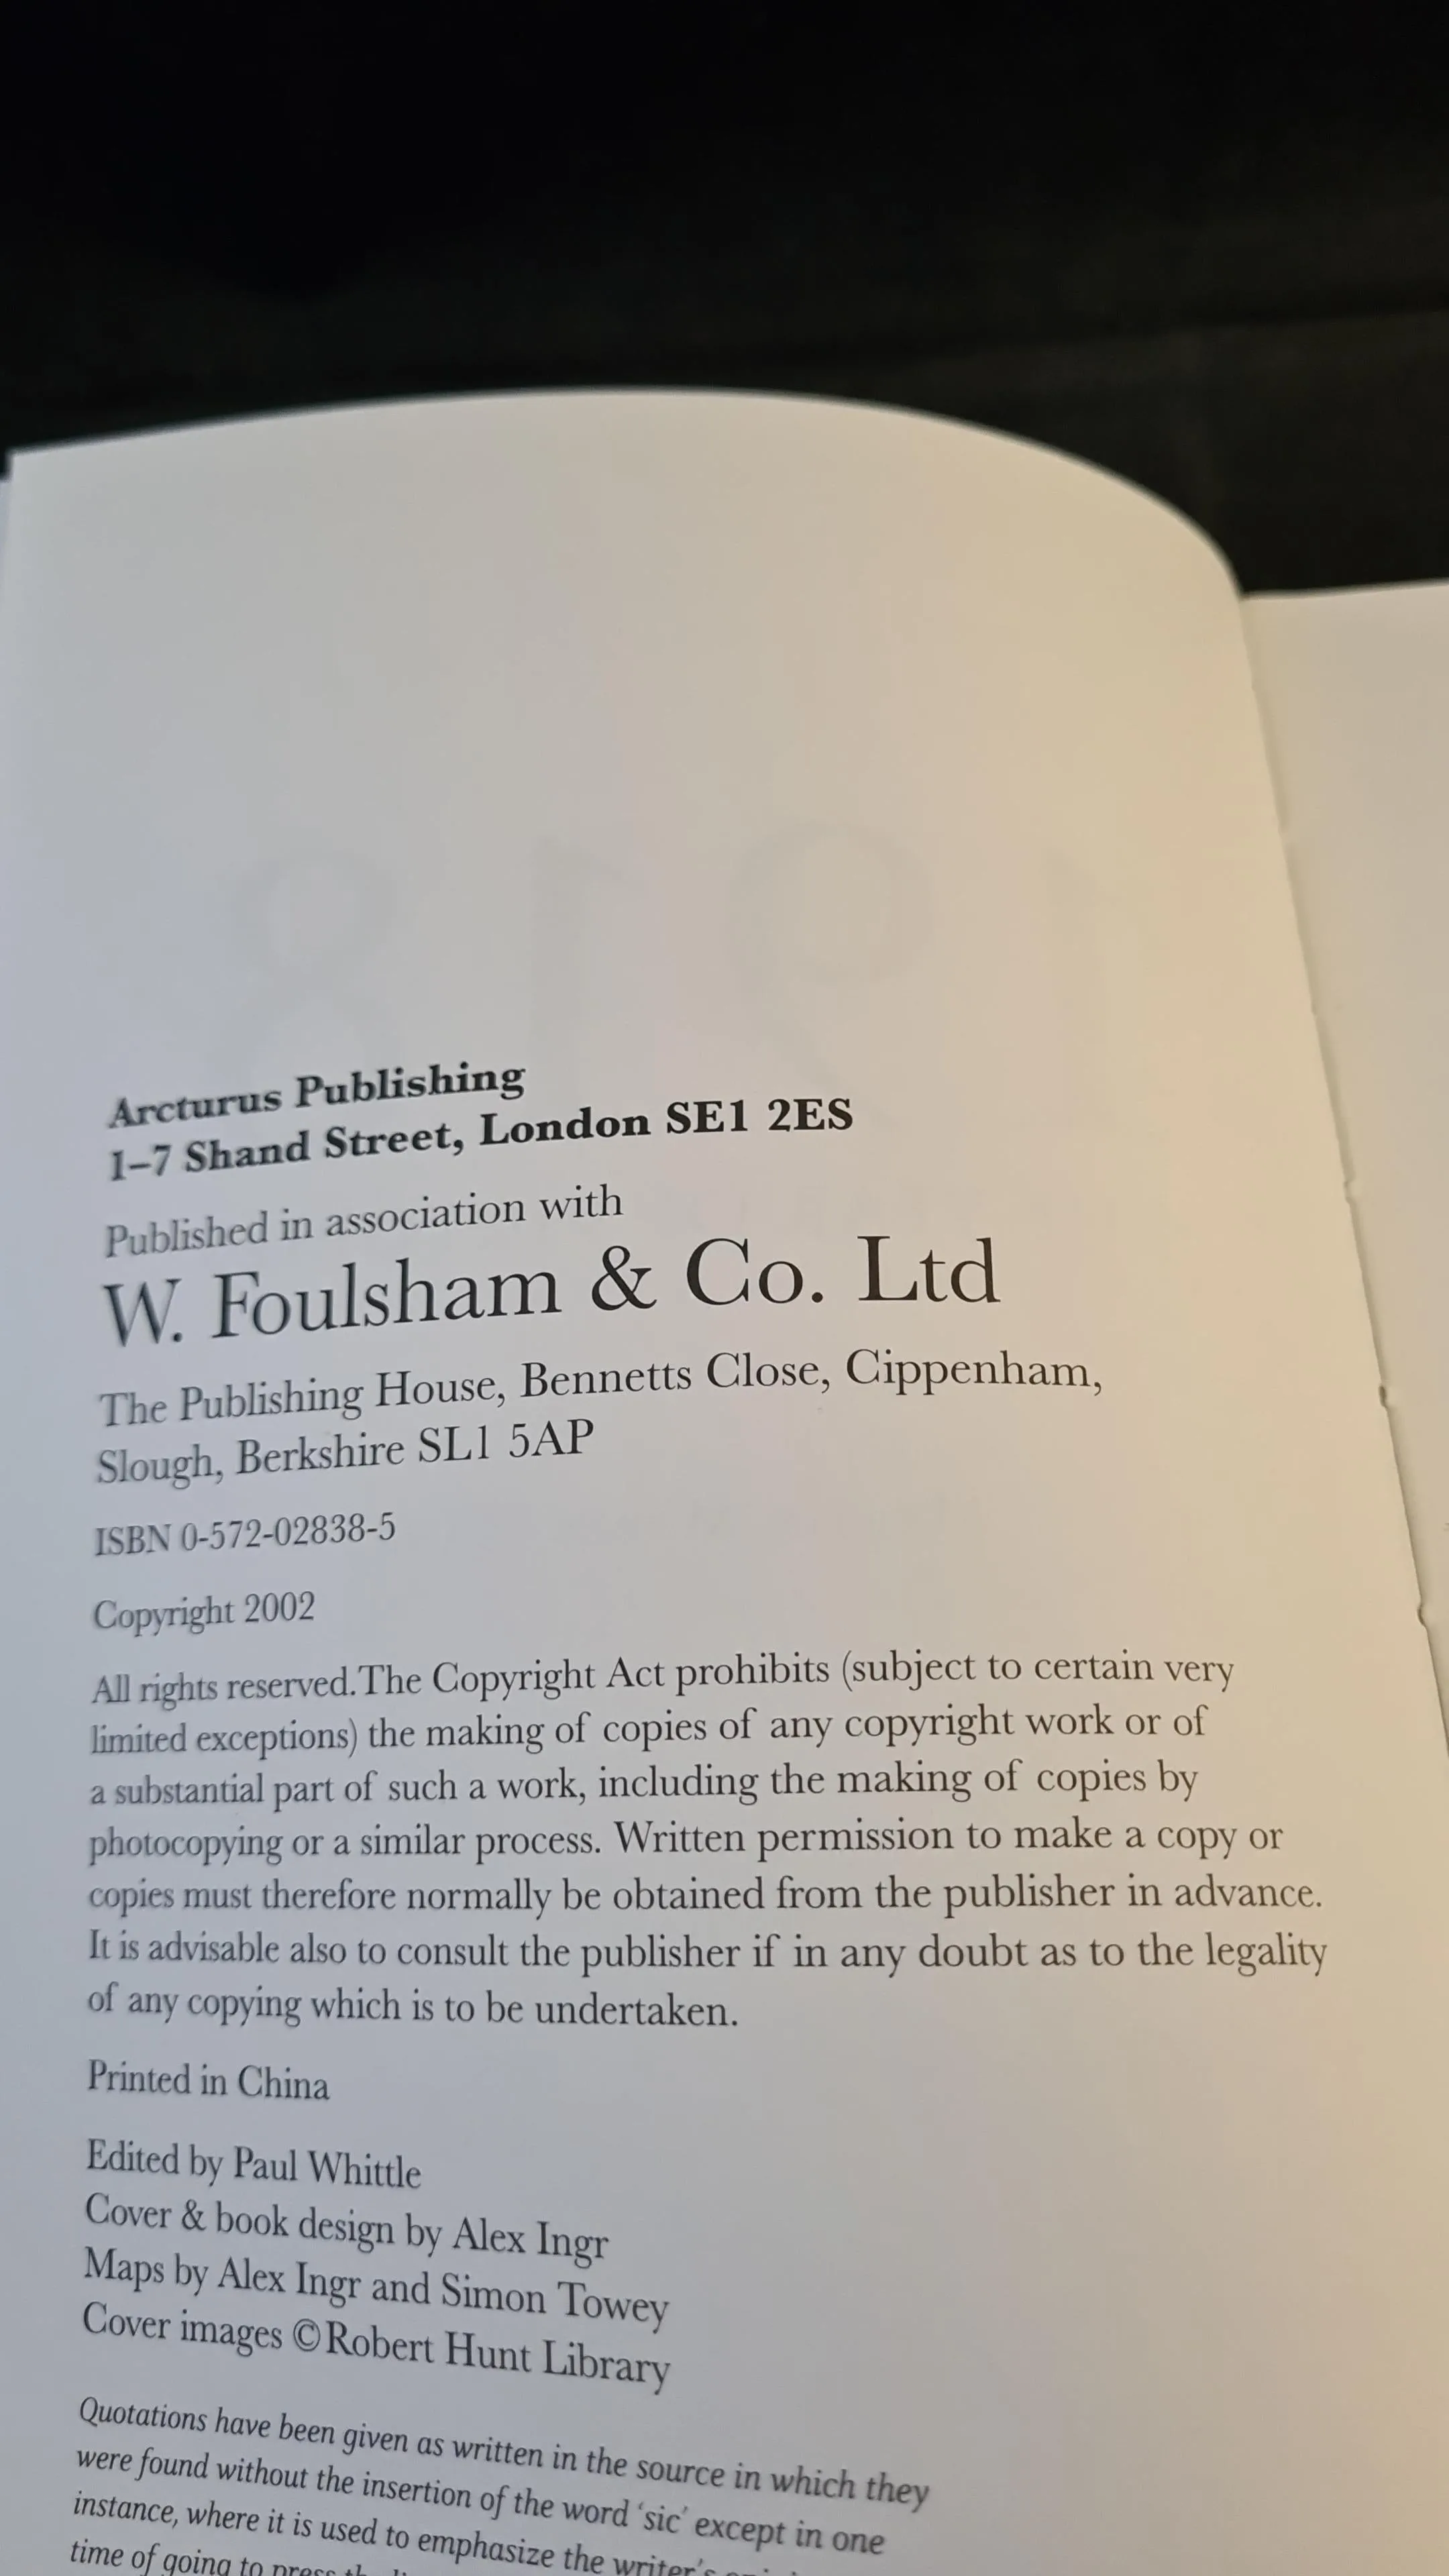 Arcturus Publishing
1–7 Shand Street, London SE1 2ES
Published in association with
W. Foulsham & Co. Ltd
The Publishing House, Bennetts Close, Cippenham,
Slough, Berkshire SL1 5AP
ISBN 0-572-02838-5
Copyright 2002
All rights reserved.The Copyright Act prohibits (subject to certain very
limited exceptions) the making of copies of any copyright work or of
a substantial part of such a work, including the making of copies by
photocopying or a similar process. Written permission to make a copy or
copies must therefore normally be obtained from the publisher in advance.
It is advisable also to consult the publisher if in any doubt as to the legality
of any copying which is to be undertaken.
Printed in China
Edited by Paul Whittle
Cover & book design by Alex Ingr
Maps by Alex Ingr and Simon Towey
Cover images ©Robert Hunt Library
Quotations have been given as written in the source in which they
were found without the insertion of the word ‘sic’ except in one
instance, where it is used to emphasize the writer's
time of going to press